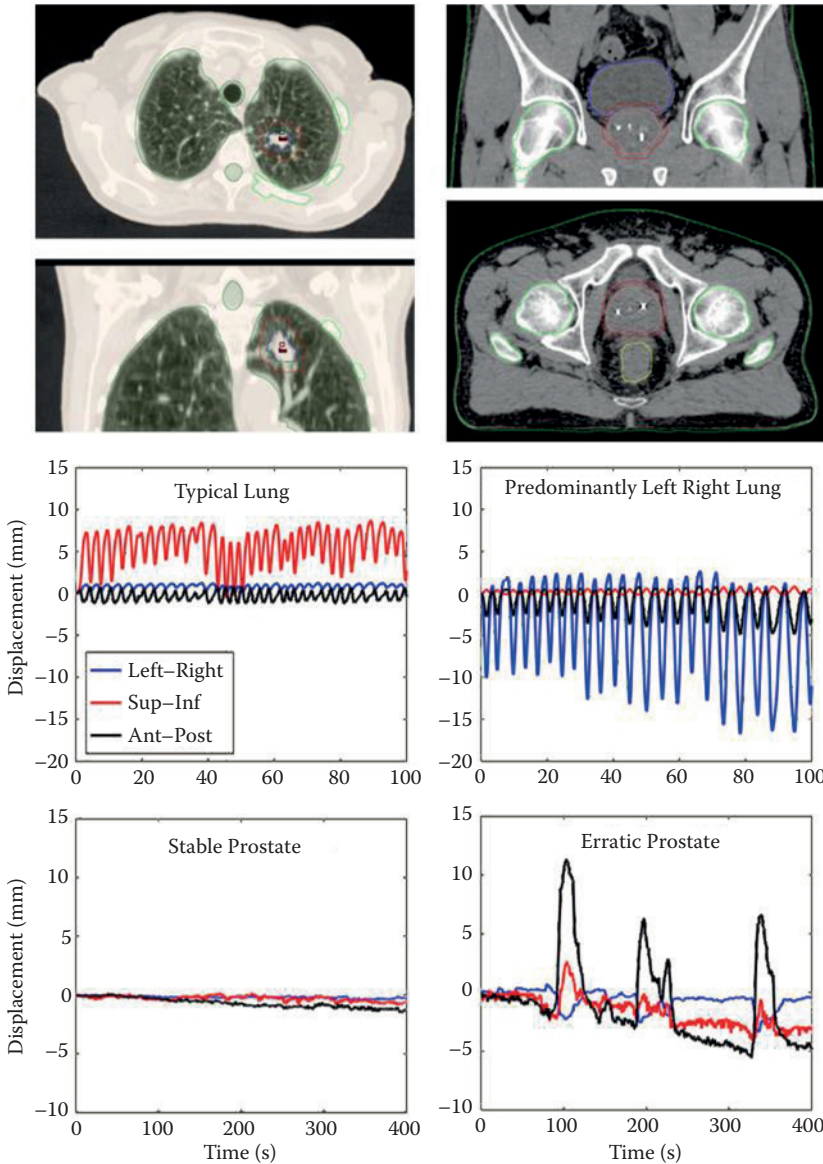 15
10
5
0
−5
−10
−15
−20
Displacement (mm)
Typical Lung
Left–Right
Sup–Inf
Ant–Post
0 20 40 60 80 100
15
10
5
0
−5
−10
−15
−20
Predominantly Left Right Lung
0 20 40 60 80 100
15
10
5
0
−5
−10
Displacement (mm)
Stable Prostate
0 100 200 300 400
Time (s)
15
10
5
0
−5
−10
Erratic Prostate
0 100 200 300 400
Time (s)